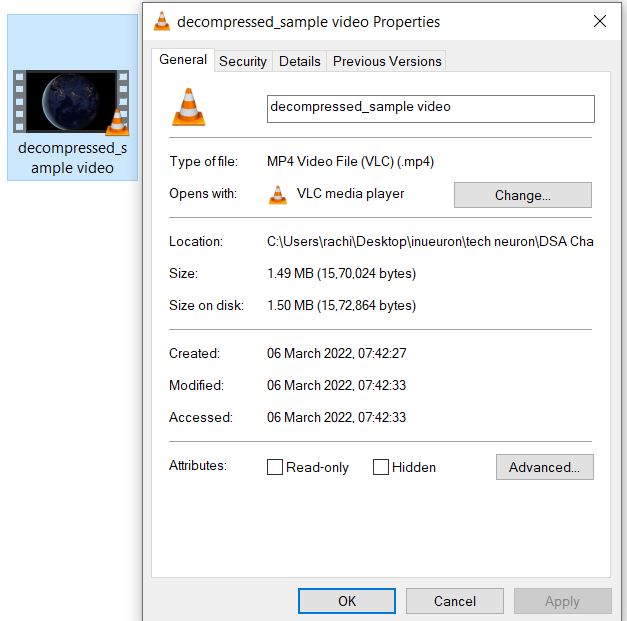 decompressed_s
ample video
decompressed_sample video Properties
General Security Details Previous Versions
decompressed_sample video
Type of file: MP4 Video File (VLC) (.mp4)
Opens with: VLC media player Change...
Location: C:\Users\rachi\Desktop\inueuron\tech neuron\DSA Cha
Size: 1.49 MB (15,70,024 bytes)
Size on disk: 1.50 MB (15,72,864 bytes)
Created: 06 March 2022, 07:42:27
Modified: 06 March 2022, 07:42:33
Accessed: 06 March 2022, 07:42:33
Attributes: Read-only Hidden Advanced...
OK Cancel Apply